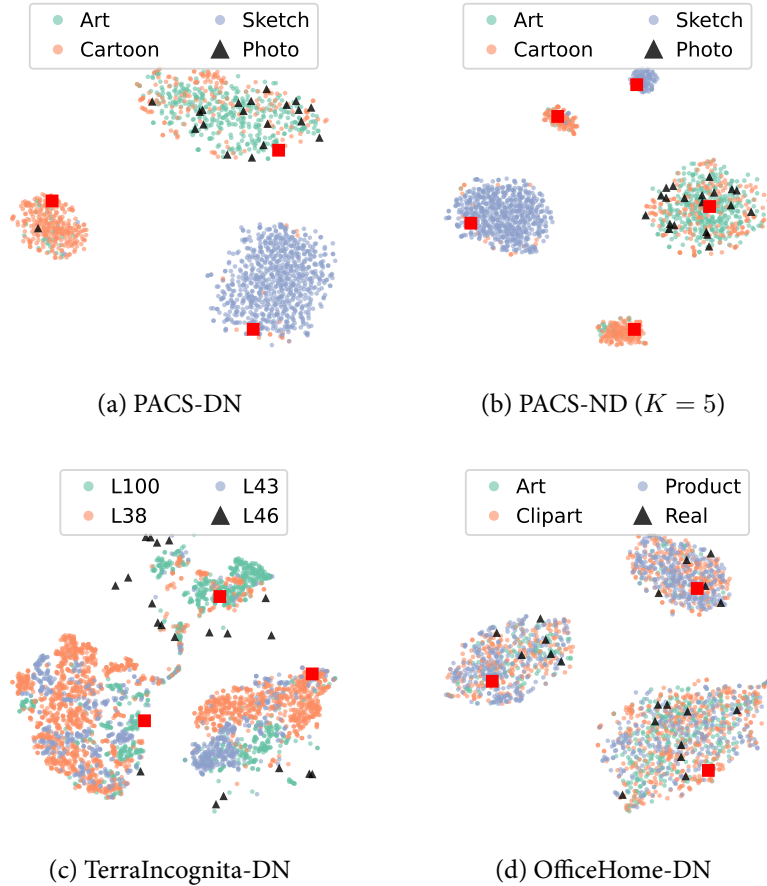 Art Sketch
Cartoon Photo
Art Sketch
Cartoon Photo
(a) PACS-DN
(b) PACS-ND (K = 5)
L100 L43
L38 L46
Art Product
Clipart Real
(c) TerraIncognita-DN
(d) OfficeHome-DN